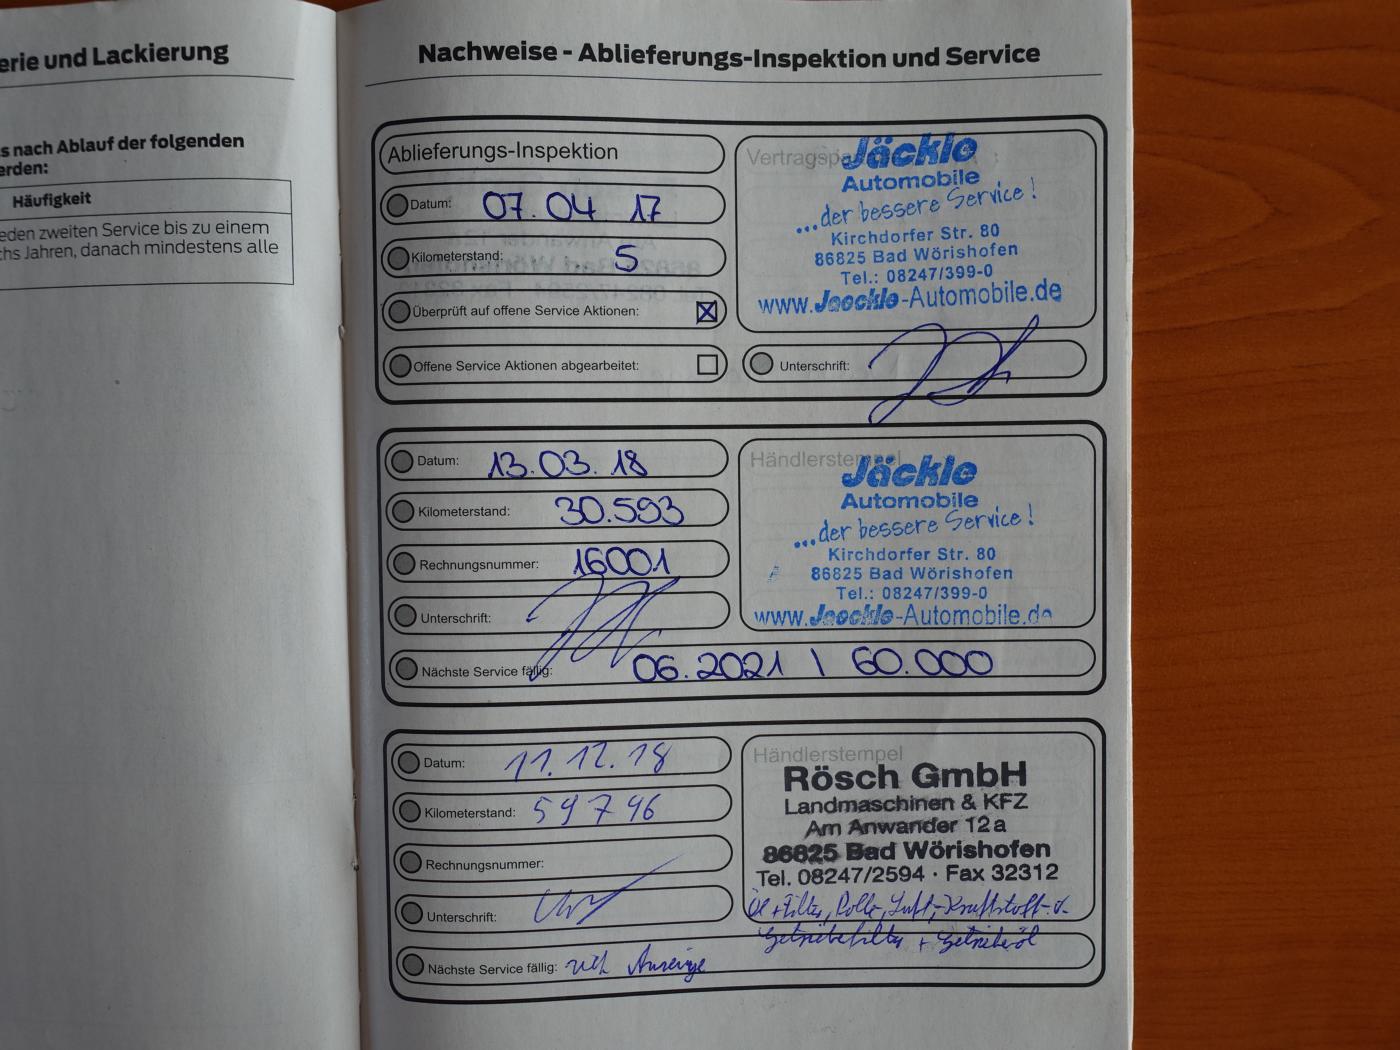 erie und Lackierung
s nach Ablauf der folgenden
erden:
Häufigkeit
eden zweiten Service bis zu einem
chs Jahren, danach mindestens alle
Nachweise - Ablieferungs-Inspektion und Service
Ablieferungs-Inspektion
Datum: 07.04.17
Kilometerstand: 5
Überprüft auf offene Service Aktionen:
Offene Service Aktionen abgearbeitet:
Jäckle
Automobile
...der bessere Service!
Kirchdorfer Str. 80
86825 Bad Wörishofen
Tel.: 08247/399-0
www.Jaeckle-Automobile.de
Unterschrift:
Datum: 13.03.18
Kilometerstand: 30.593
Rechnungsnummer: 16001
Unterschrift:
Nächste Service fällig: 06.2021 \ 60.000
Händlerstempel
Jäckle
Automobile
...der bessere Service!
Kirchdorfer Str. 80
86825 Bad Wörishofen
Tel.: 08247/399-0
www.Jaeckle-Automobile.de
Datum: 11.12.18
Kilometerstand: 59796
Rechnungsnummer:
Unterschrift:
Nächste Service fällig: Anzeige
Händlerstempel
Rösch GmbH
Landmaschinen & KFZ
Am Anwander 12a
86825 Bad Wörishofen
Tel. 08247/2594 · Fax 32312
Öl + Filter, Luft-, Kraftstoff- u.
Getriebefilter + Getriebeöl